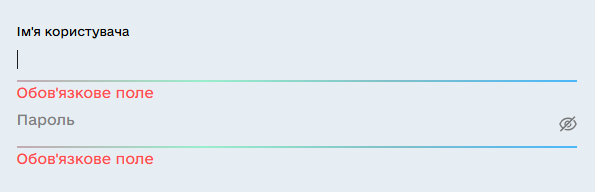 Ім'я користувача
Обов'язкове поле
Пароль
Обов'язкове поле